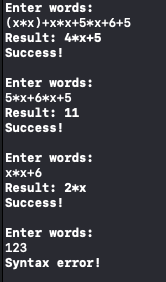 Enter words:
(x*x)+x*x+5*x+6+5
Result: 4*x+5
Success!
Enter words:
5*x+6*x+5
Result: 11
Success!
Enter words:
x*x+6
Result: 2*x
Success!
Enter words:
123
Syntax error!